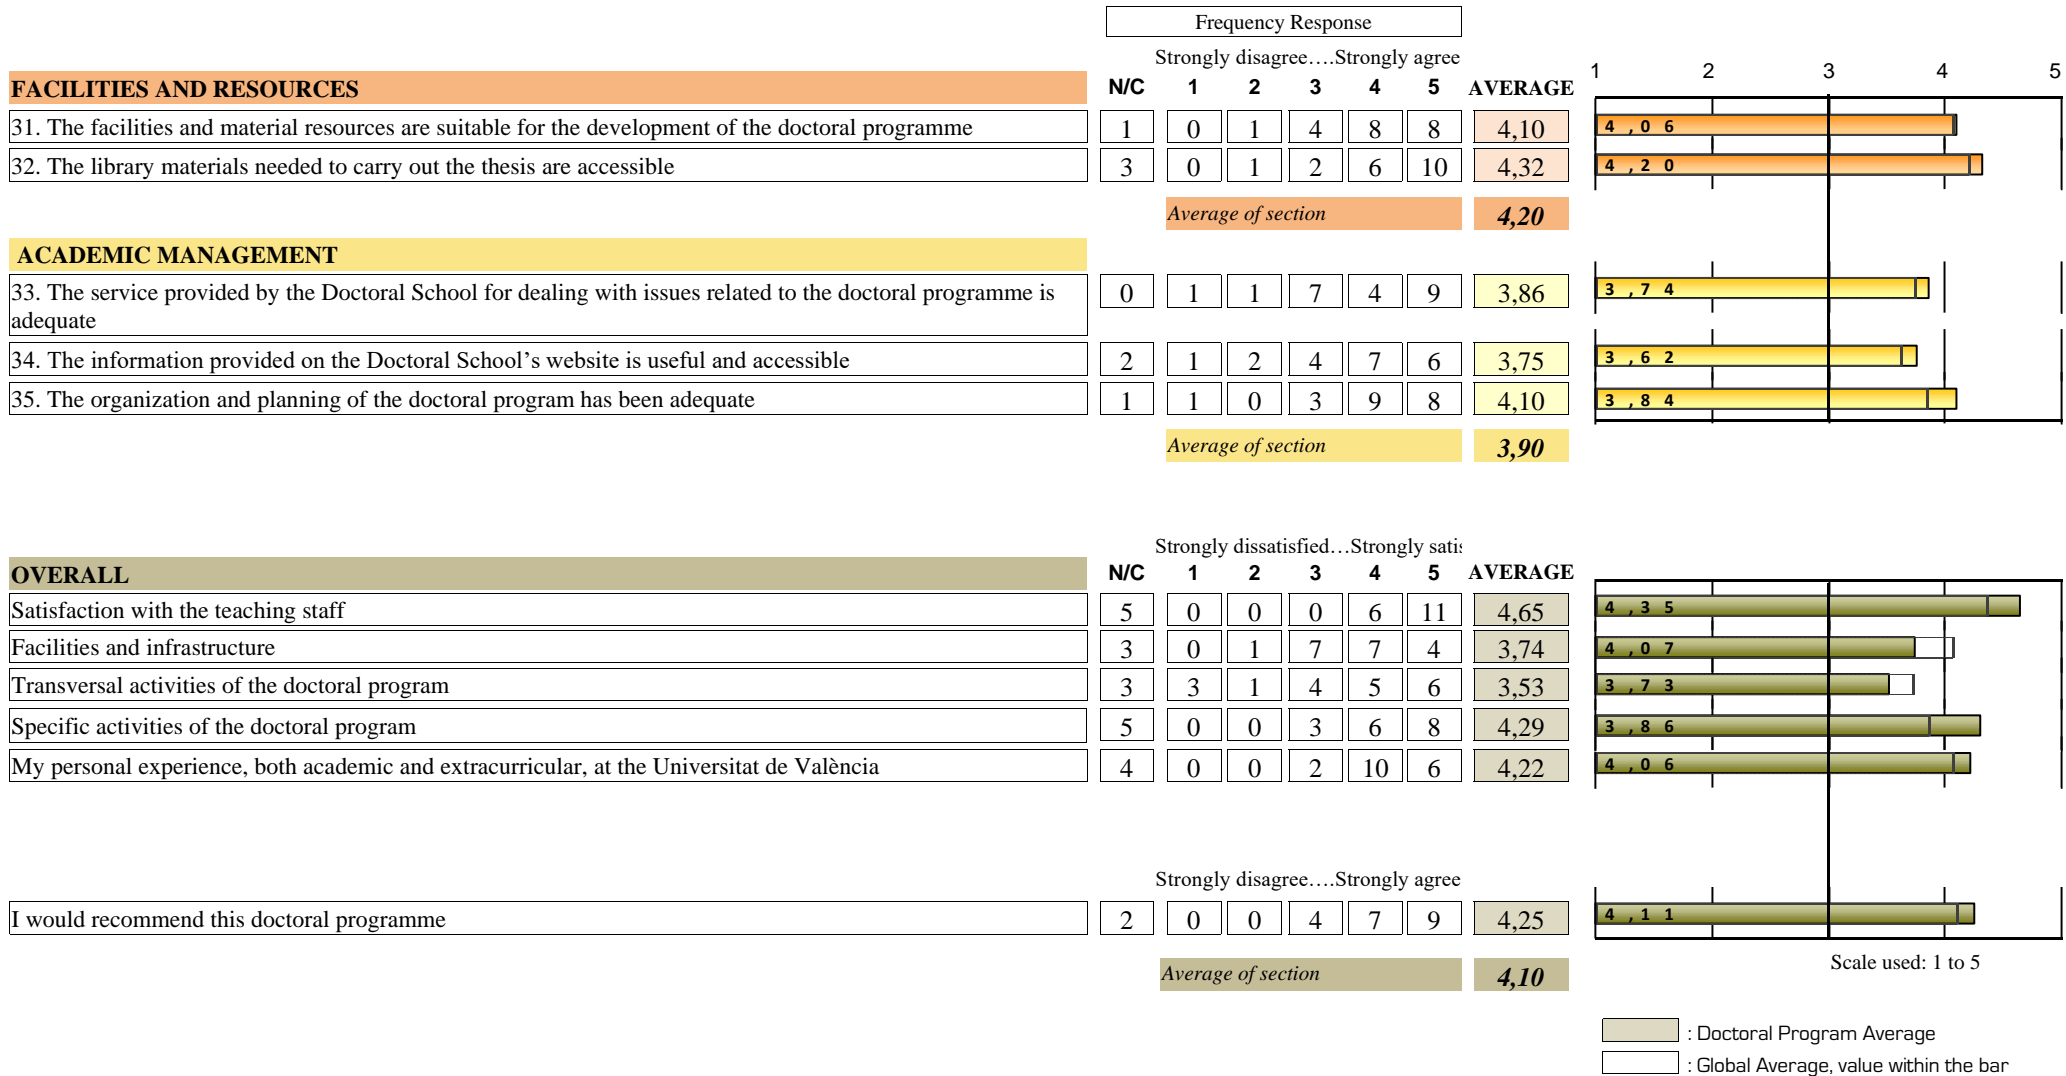 Frequency Response
Strongly disagree….Strongly agree
1 2 3 4 5
FACILITIES AND RESOURCES N/C 1 2 3 4 5 AVERAGE
31. The facilities and material resources are suitable for the development of the doctoral programme 1 0 1 4 8 8 4,10 4,06
32. The library materials needed to carry out the thesis are accessible 3 0 1 2 6 10 4,32 4,20
Average of section 4,20
ACADEMIC MANAGEMENT
33. The service provided by the Doctoral School for dealing with issues related to the doctoral programme is
adequate 0 1 1 7 4 9 3,86 3,74
34. The information provided on the Doctoral School’s website is useful and accessible 2 1 2 4 7 6 3,75 3,62
35. The organization and planning of the doctoral program has been adequate 1 1 0 3 9 8 4,10 3,84
Average of section 3,90
Strongly dissatisfied…Strongly satis
OVERALL N/C 1 2 3 4 5 AVERAGE
Satisfaction with the teaching staff 5 0 0 0 6 11 4,65 4,35
Facilities and infrastructure 3 0 1 7 7 4 3,74 4,07
Transversal activities of the doctoral program 3 3 1 4 5 6 3,53 3,73
Specific activities of the doctoral program 5 0 0 3 6 8 4,29 3,86
My personal experience, both academic and extracurricular, at the Universitat de València 4 0 0 2 10 6 4,22 4,06
Strongly disagree….Strongly agree
I would recommend this doctoral programme 2 0 0 4 7 9 4,25 4,11
Average of section 4,10
Scale used: 1 to 5
: Doctoral Program Average
: Global Average, value within the bar